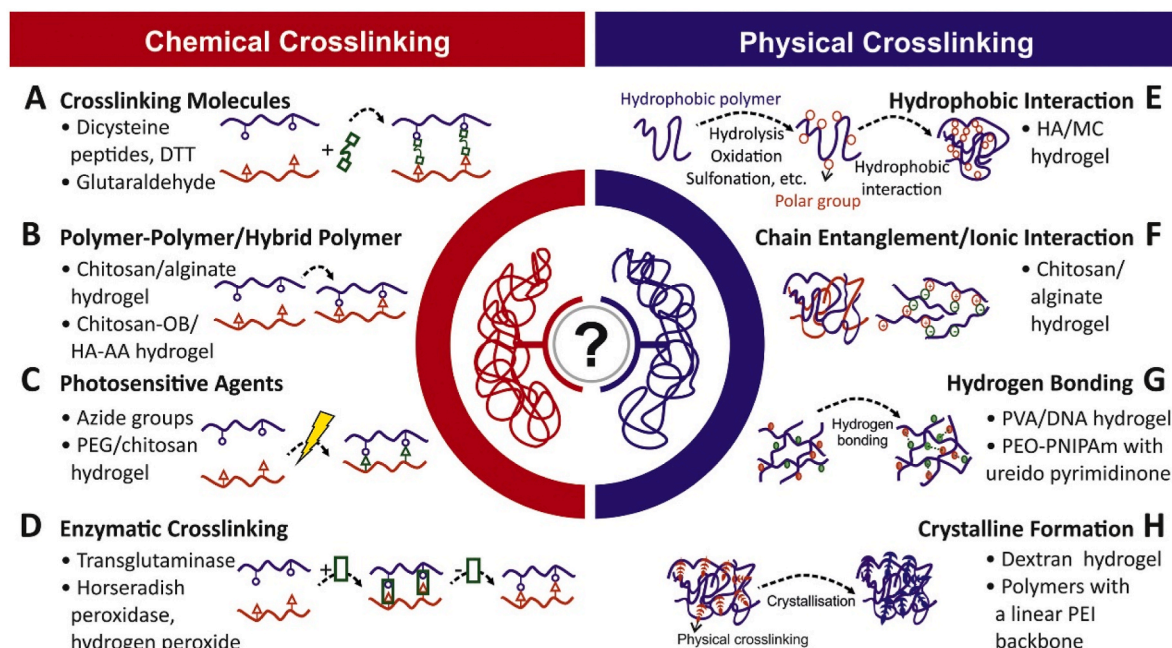 Chemical Crosslinking
Physical Crosslinking
A Crosslinking Molecules
• Dicysteine
peptides, DTT
• Glutaraldehyde
+
B Polymer-Polymer/Hybrid Polymer
• Chitosan/alginate
hydrogel
• Chitosan-OB/
HA-AA hydrogel
C Photosensitive Agents
• Azide groups
• PEG/chitosan
hydrogel
D Enzymatic Crosslinking
• Transglutaminase
• Horseradish
peroxidase,
hydrogen peroxide
+
-
?
Hydrophobic Interaction E
• HA/MC
hydrogel
Hydrophobic polymer
Hydrolysis
Oxidation
Sulfonation, etc.
Polar group
Hydrophobic
interaction
Chain Entanglement/Ionic Interaction F
• Chitosan/
alginate
hydrogel
Hydrogen Bonding G
• PVA/DNA hydrogel
• PEO-PNIPAm with
ureido pyrimidinone
Hydrogen
bonding
Crystalline Formation H
• Dextran hydrogel
• Polymers with
a linear PEI
backbone
Crystallisation
Physical crosslinking